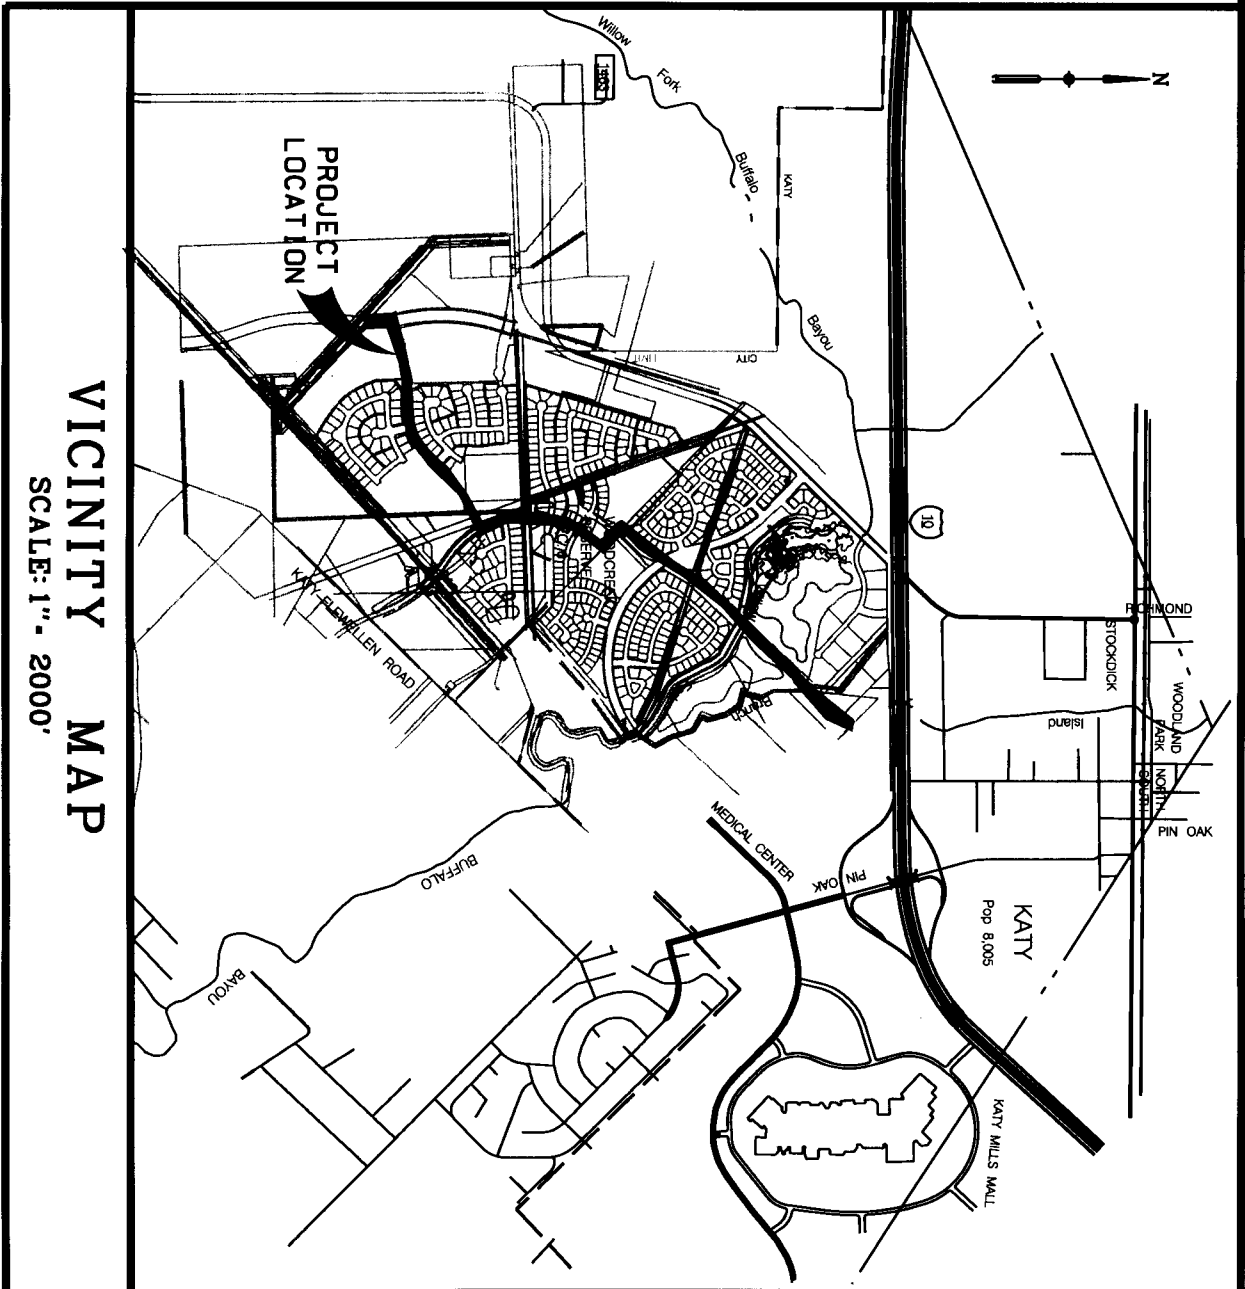 N
Willow
Fork
Buffalo
Bayou
KATY
CITY
LIMIT
1463
PROJECT
LOCATION
10
RICHMOND
STOCKDICK
WOODLAND
PARK
NORTH
SOUTH
PIN OAK
Island
Branch
KATY-FLEWELLEN ROAD
MEDICAL CENTER
PIN OAK
KATY
Pop 8,005
KATY MILLS MALL
BUFFALO
BAYOU
VICINITY MAP
SCALE: 1"- 2000'